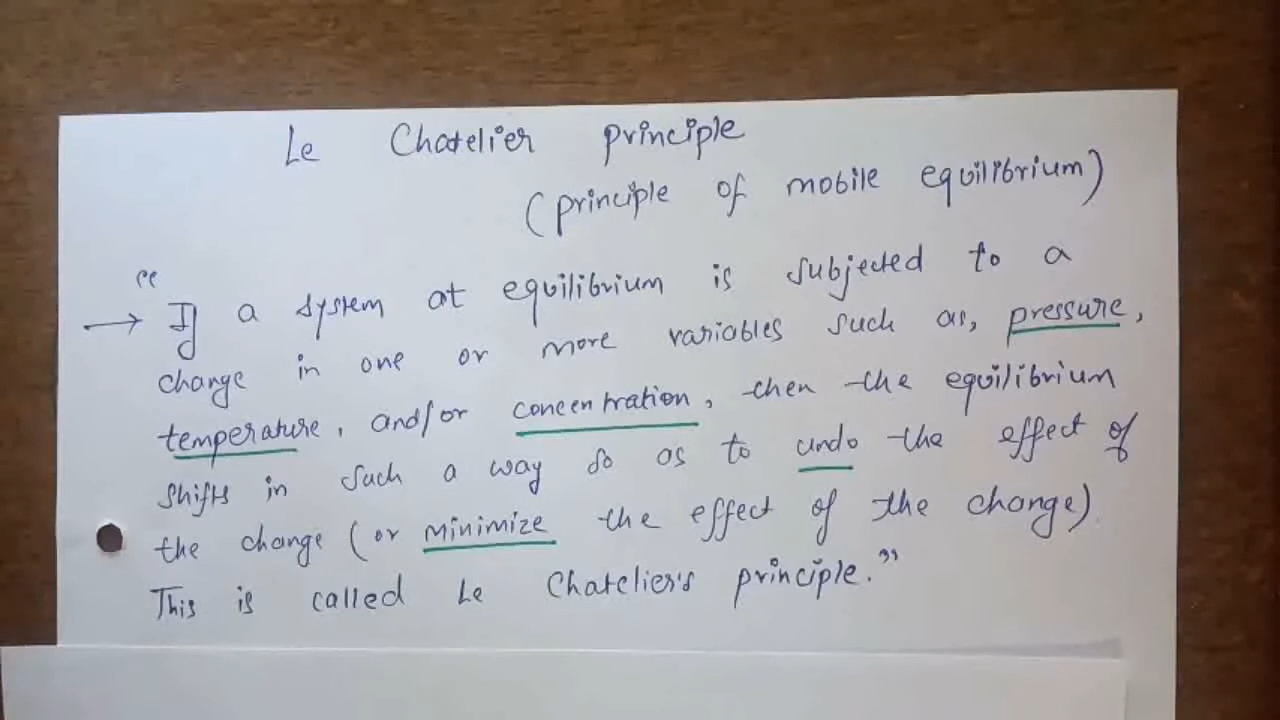 Le Chatelier principle
(principle of mobile equilibrium)
→ “If a system at equilibrium is subjected to a
change in one or more variables such as, pressure,
temperature, and/or concentration, then the equilibrium
shifts in such a way so as to undo the effect of
the change (or minimize the effect of the change).
This is called Le Chatelier's principle.”